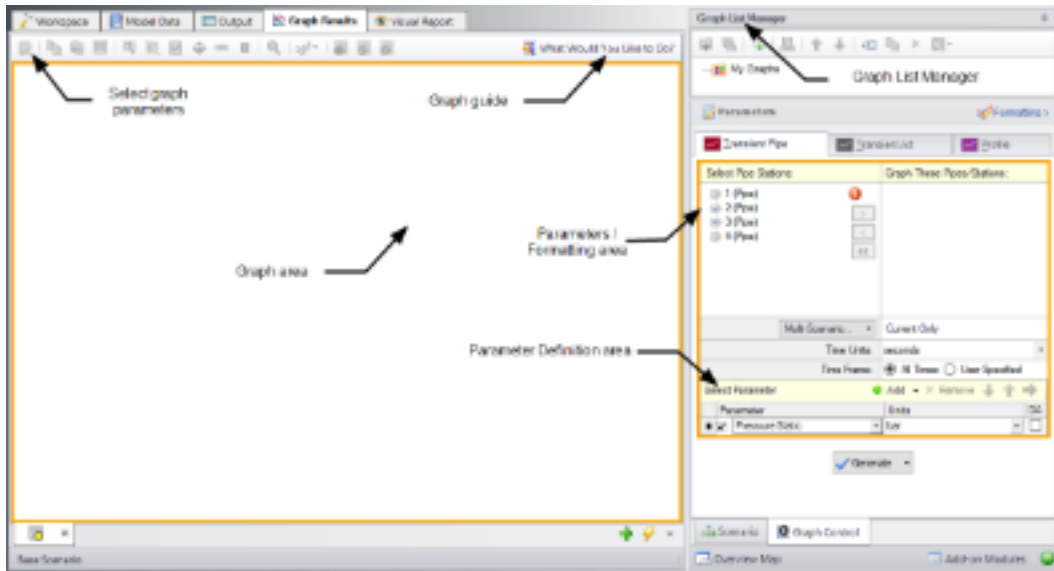 Workspace
Model Data
Output
Graph Results
Visual Report
What Would You Like to Do?
Select graph
parameters
Graph guide
Graph area
Parameters /
Formatting area
Parameter Definition area
Graph List Manager
My Graphs
Graph List Manager
Parameters
Formatting >
Transient Pipe
Transient Jct
Profile
Select Pipe Stations
Graph These Pipes/Stations:
1 (Pipe)
2 (Pipe)
3 (Pipe)
4 (Pipe)
Multi-Scenario...
Current Only
Time Units:
seconds
Time Frame:
All Times
User Specified
Select Parameter
Add
Remove
Parameter
Units
Pressure Static
bar
Generate
Scenario
Graph Control
Base Scenario
Overview Map
Add-on Modules